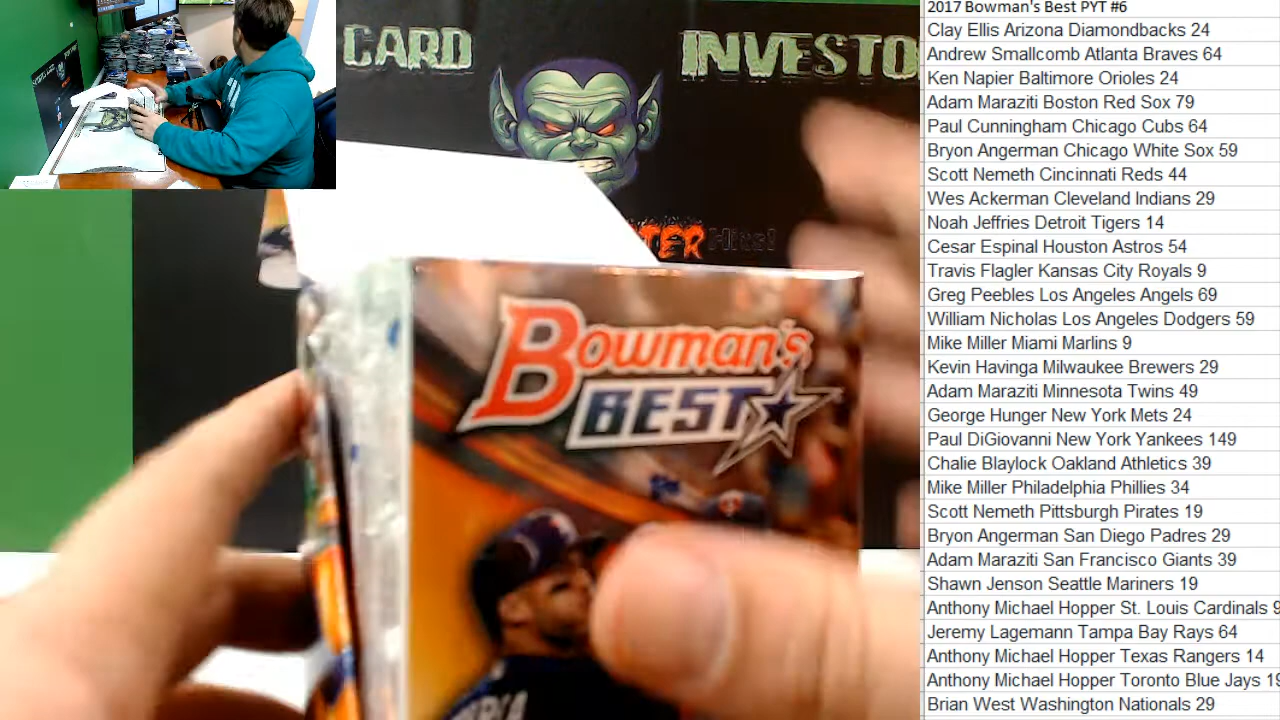 CARD INVESTO
TER Hits!
Bowman's
BEST
2017 Bowman's Best PYT #6
Clay Ellis Arizona Diamondbacks 24
Andrew Smallcomb Atlanta Braves 64
Ken Napier Baltimore Orioles 24
Adam Maraziti Boston Red Sox 79
Paul Cunningham Chicago Cubs 64
Bryon Angerman Chicago White Sox 59
Scott Nemeth Cincinnati Reds 44
Wes Ackerman Cleveland Indians 29
Noah Jeffries Detroit Tigers 14
Cesar Espinal Houston Astros 54
Travis Flagler Kansas City Royals 9
Greg Peebles Los Angeles Angels 69
William Nicholas Los Angeles Dodgers 59
Mike Miller Miami Marlins 9
Kevin Havinga Milwaukee Brewers 29
Adam Maraziti Minnesota Twins 49
George Hunger New York Mets 24
Paul DiGiovanni New York Yankees 149
Chalie Blaylock Oakland Athletics 39
Mike Miller Philadelphia Phillies 34
Scott Nemeth Pittsburgh Pirates 19
Bryon Angerman San Diego Padres 29
Adam Maraziti San Francisco Giants 39
Shawn Jenson Seattle Mariners 19
Anthony Michael Hopper St. Louis Cardinals 9
Jeremy Lagemann Tampa Bay Rays 64
Anthony Michael Hopper Texas Rangers 14
Anthony Michael Hopper Toronto Blue Jays 19
Brian West Washington Nationals 29